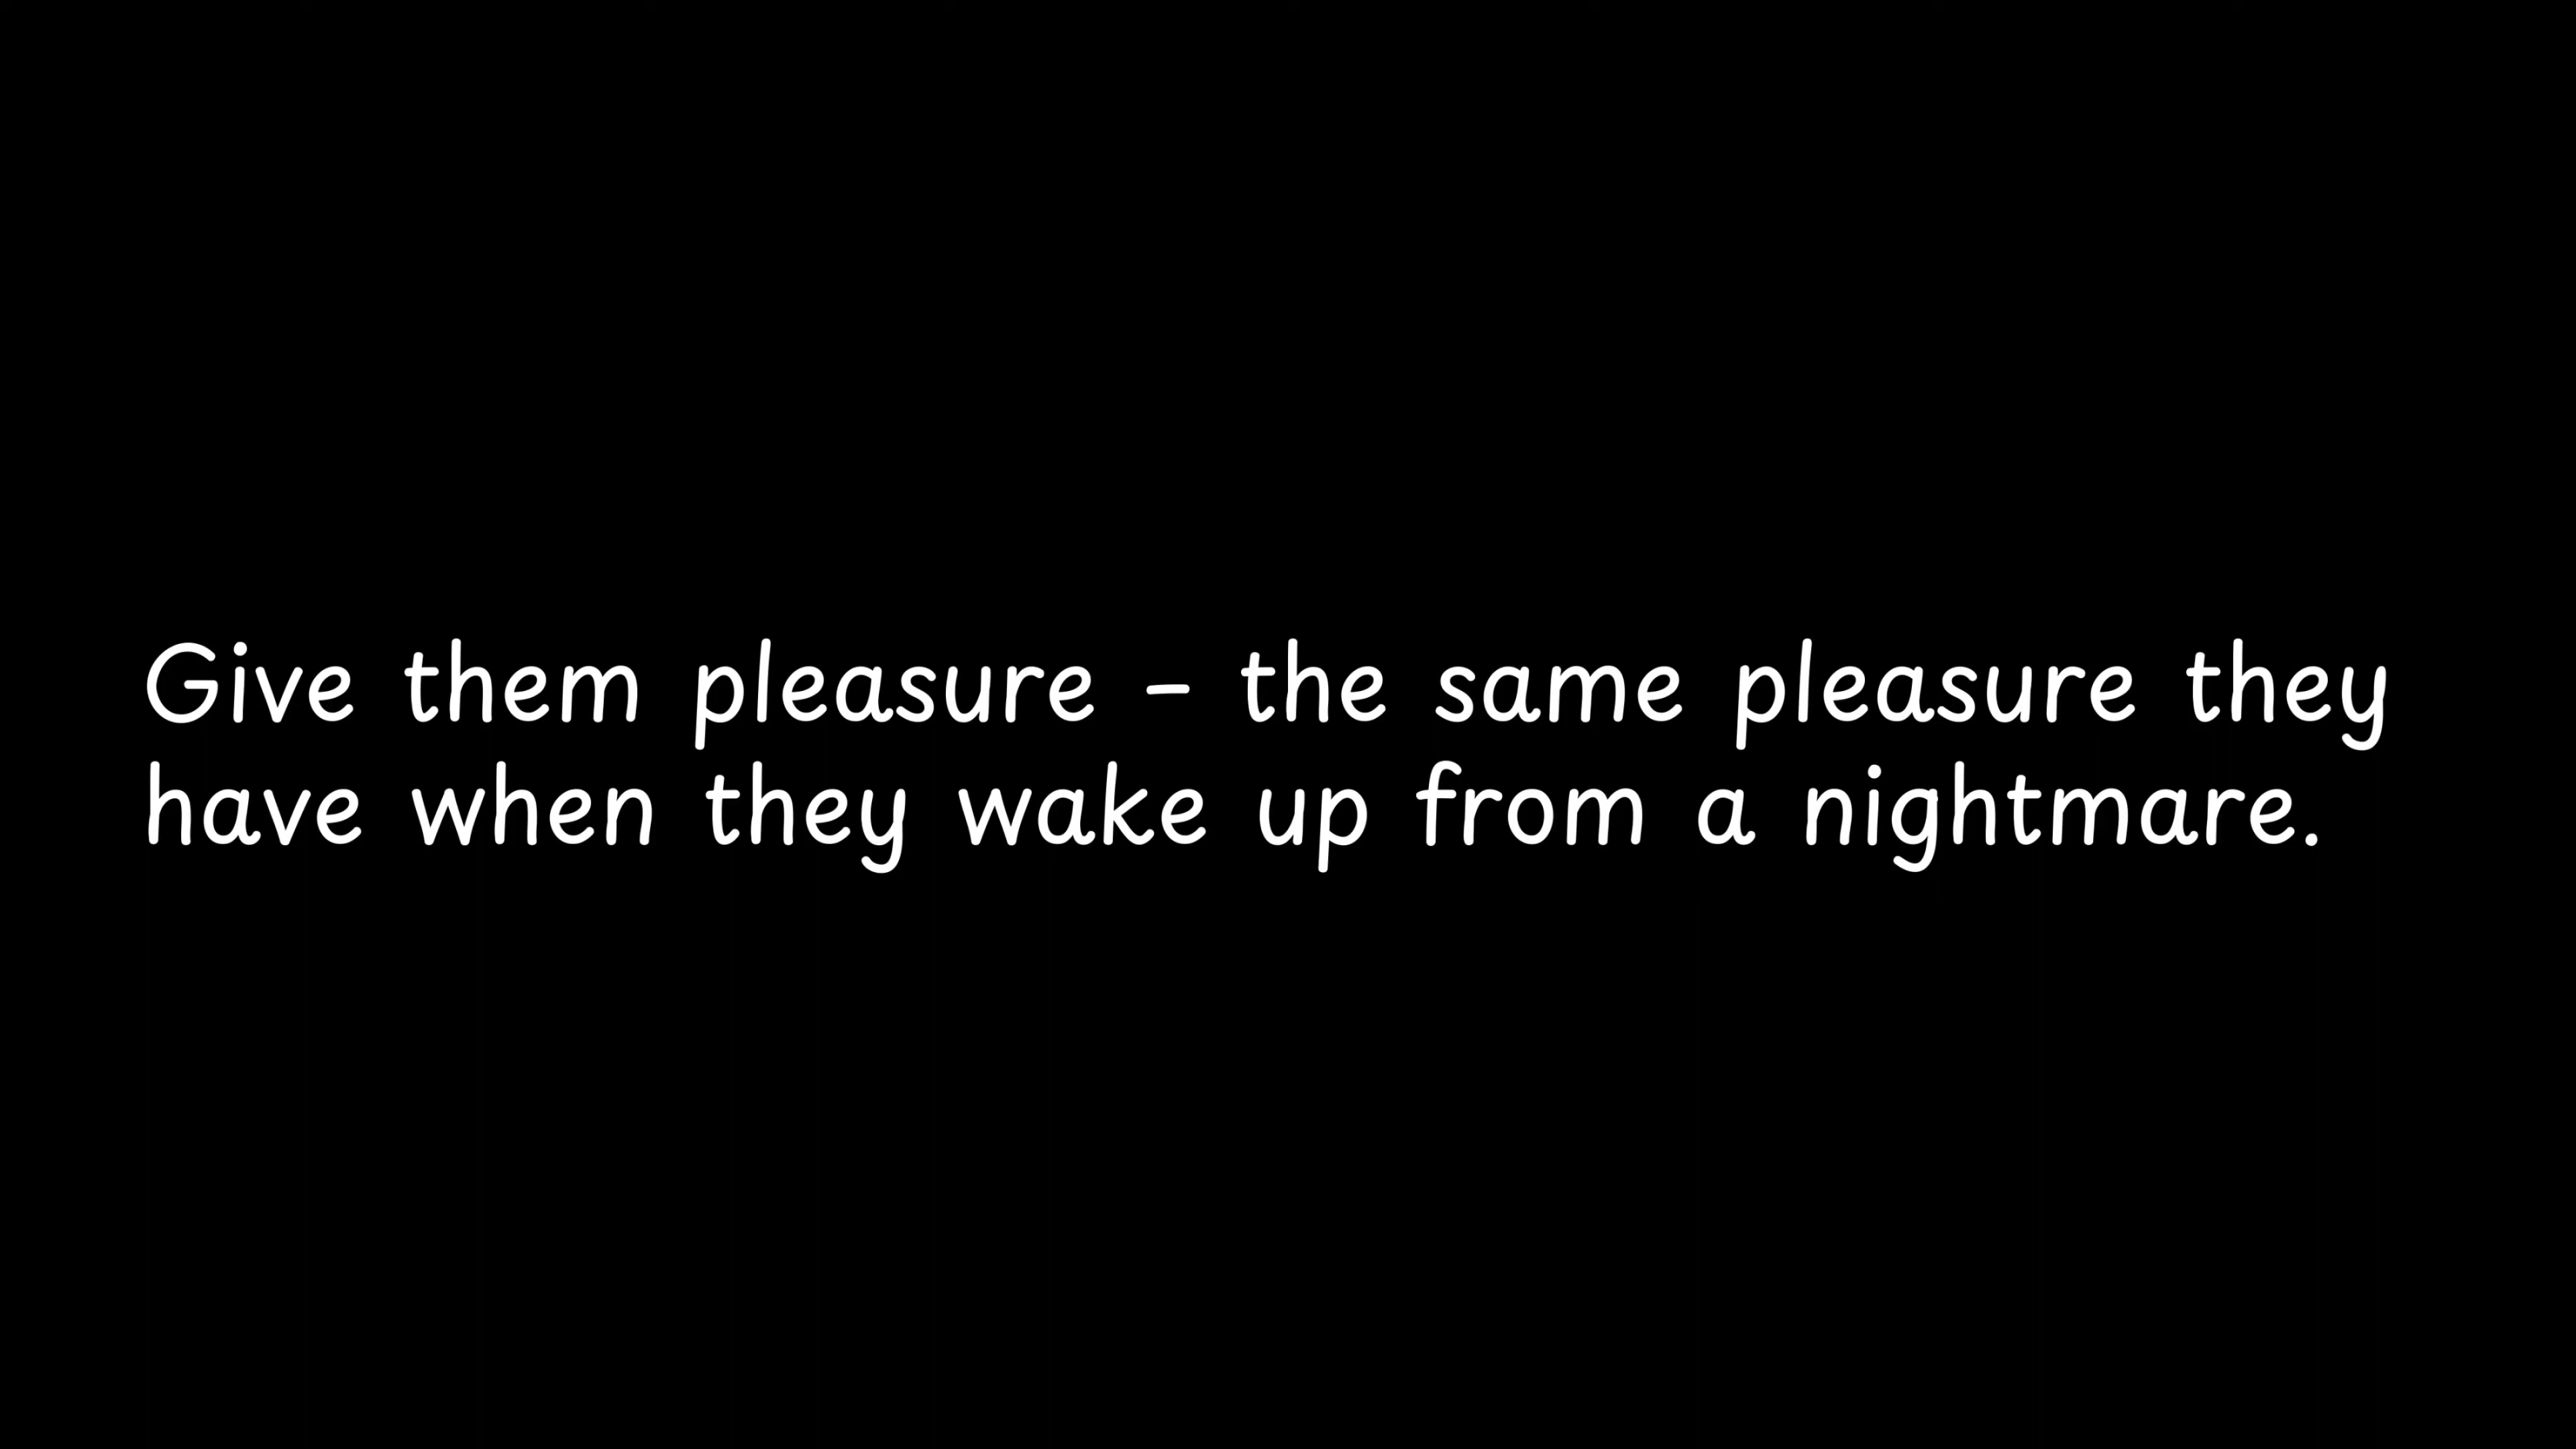 Give them pleasure - the same pleasure they
have when they wake up from a nightmare.